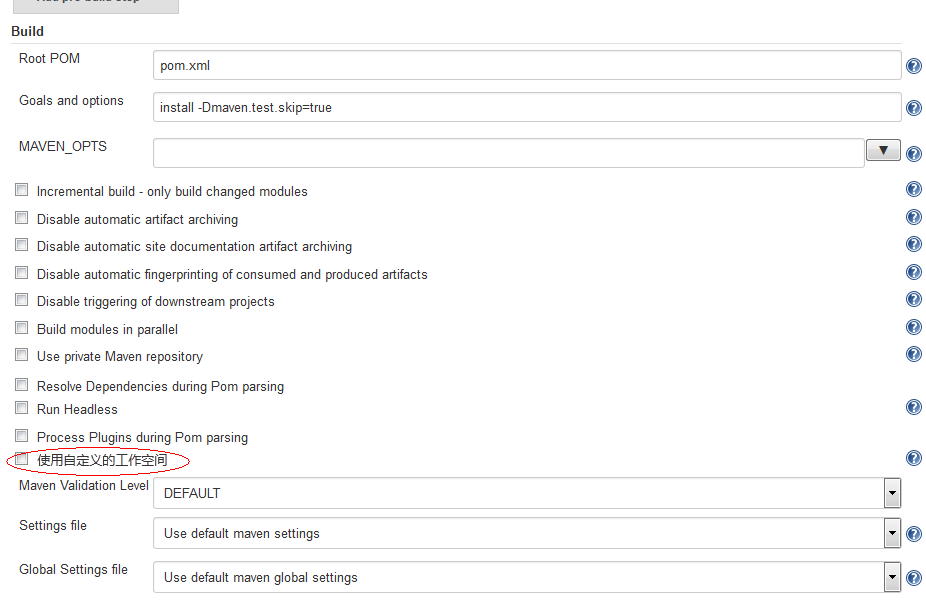 Build
Root POM
pom.xml
Goals and options
install -Dmaven.test.skip=true
MAVEN_OPTS
Incremental build - only build changed modules
Disable automatic artifact archiving
Disable automatic site documentation artifact archiving
Disable automatic fingerprinting of consumed and produced artifacts
Disable triggering of downstream projects
Build modules in parallel
Use private Maven repository
Resolve Dependencies during Pom parsing
Run Headless
Process Plugins during Pom parsing
使用自定义的工作空间
Maven Validation Level
DEFAULT
Settings file
Use default maven settings
Global Settings file
Use default maven global settings